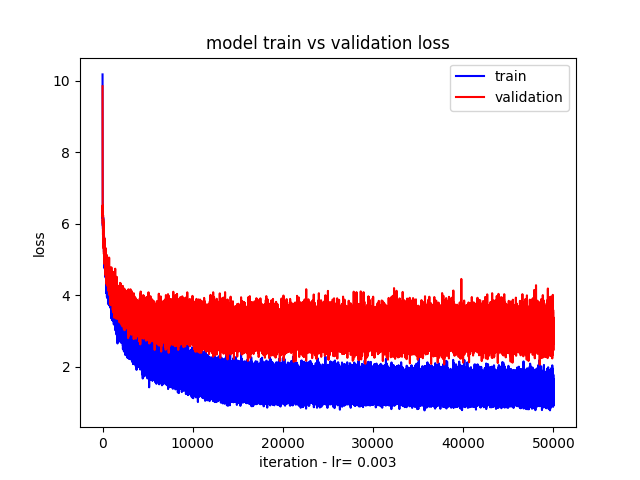 model train vs validation loss
train
validation
loss
10
8
6
4
2
0
10000
20000
30000
40000
50000
iteration - lr= 0.003